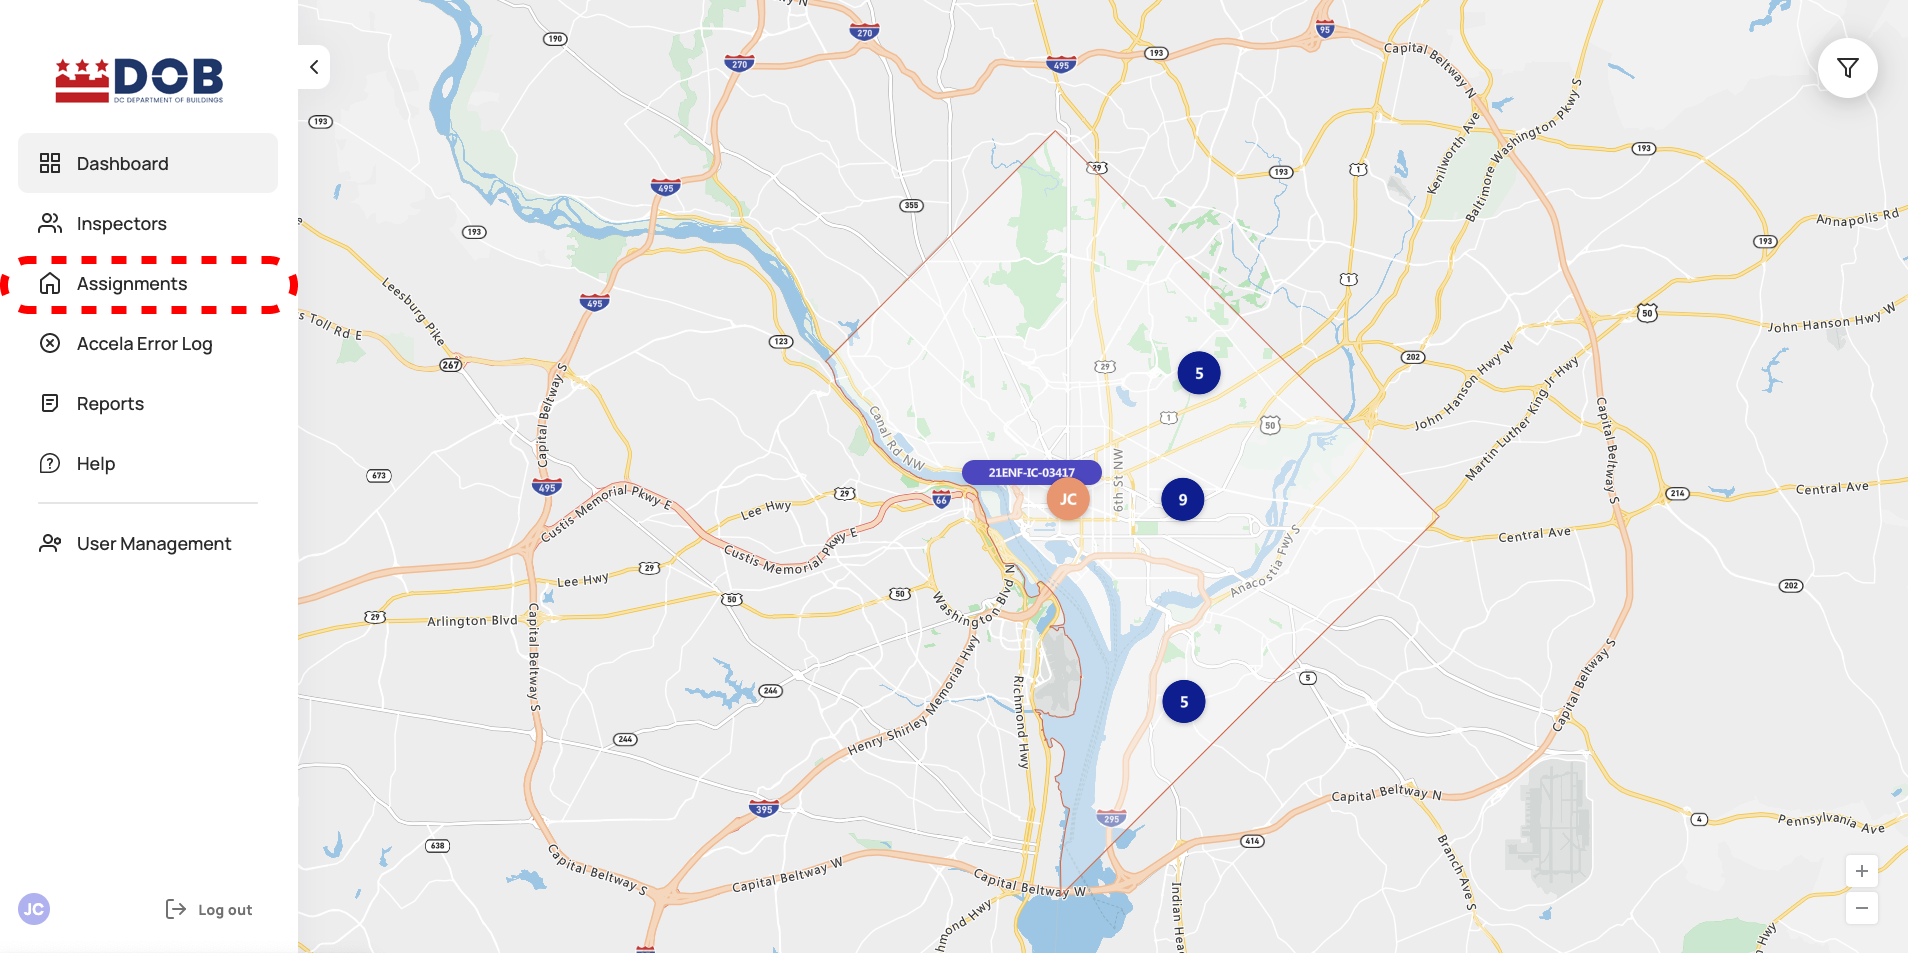 DOB
DC DEPARTMENT OF BUILDINGS
Dashboard
Inspectors
Assignments
Accela Error Log
Reports
Help
User Management
JC
Log out
190
270
270
495
193
95
Capital Beltway N
193
193
495
355
29
193
1
Kenilworth Ave
Baltimore Washington Pkwy S
193
Annapolis Rd
193
193
Leesburg Pike
s Toll Rd E
495
123
267
1
50
John Hanson Hwy W
202
John Hanson Hwy W
Martin Luther King Jr Hwy
29
5
1
50
Canal Rd NW
Capital Beltway S
Capital Beltway S
673
495
Custis Memorial Pkwy E
29
Lee Hwy
66
21ENF-IC-03417
JC
6th St NW
9
214
Central Ave
Central Ave
Custis Memorial Pkwy E
Anacostia Fwy S
Lee Hwy
29
50
50
29
Arlington Blvd
Washington Blvd N
202
Capital Beltway S
244
Richmond Hwy
Henry Shirley Memorial Hwy
5
5
Capital Beltway S
244
395
295
Capital Beltway N
4
Pennsylvania Ave
638
414
Capital Beltway S
Capital Beltway W
Capital Beltway W
Branch Ave S
Indian Hea
hmond Hwy
Hwy